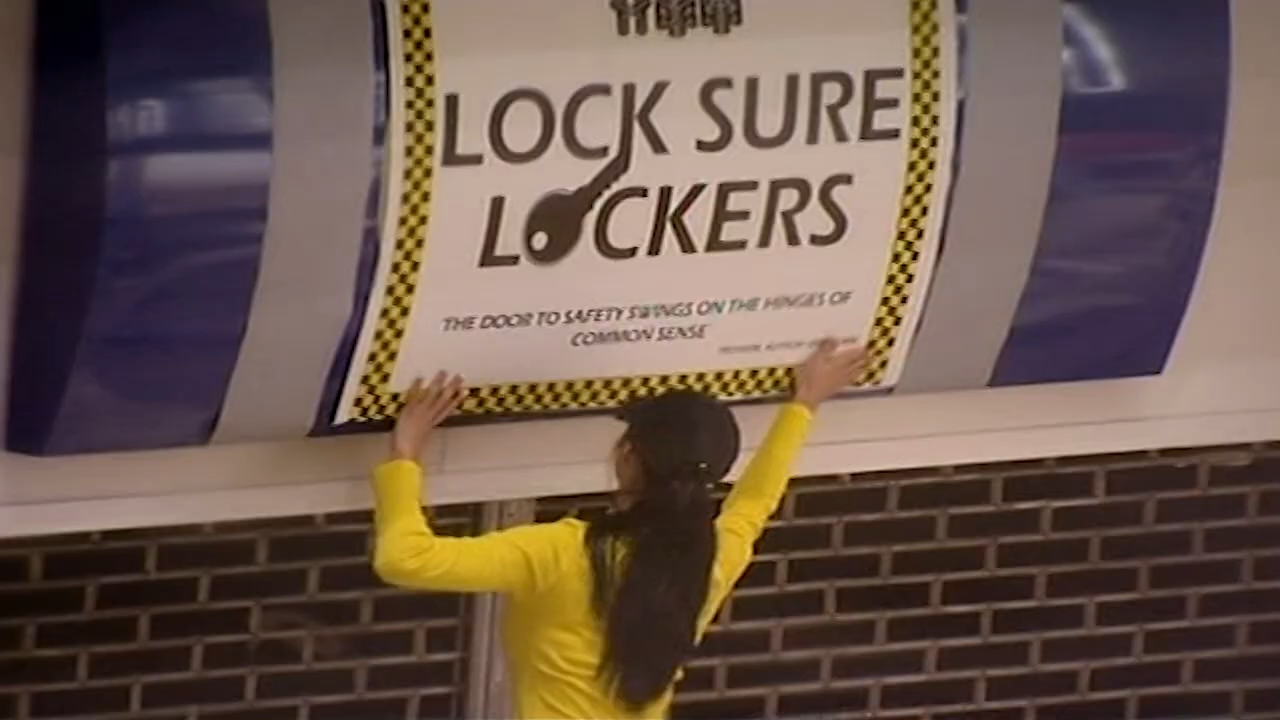 LOCK SURE
LOCKERS
THE DOOR TO SAFETY SWINGS ON THE HINGES OF
COMMON SENSE